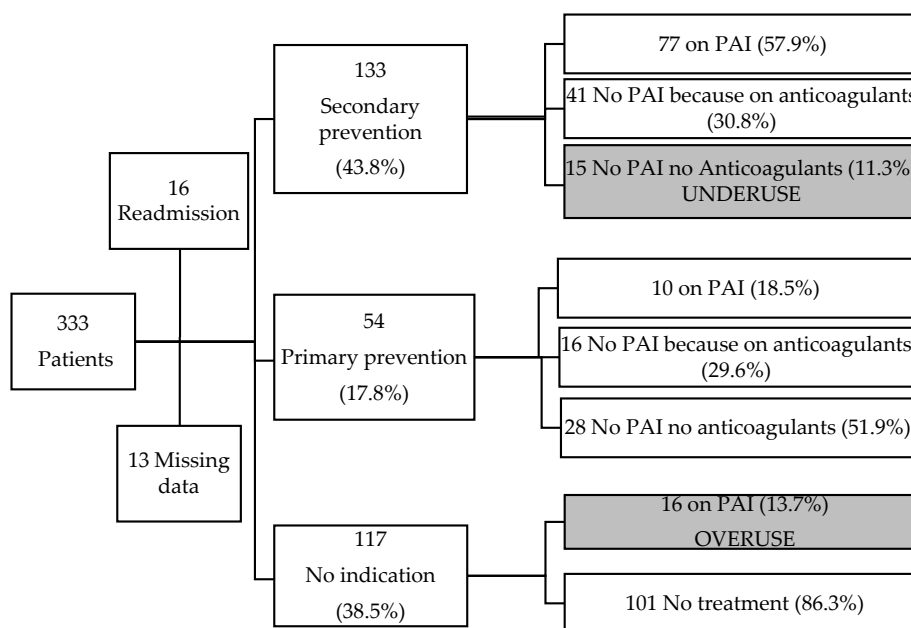 333
Patients
16
Readmission
13 Missing
data
133
Secondary
prevention
(43.8%)
54
Primary prevention
(17.8%)
117
No indication
(38.5%)
77 on PAI (57.9%)
41 No PAI because on anticoagulants
(30.8%)
15 No PAI no Anticoagulants (11.3%
UNDERUSE
10 on PAI (18.5%)
16 No PAI because on anticoagulants
(29.6%)
28 No PAI no anticoagulants (51.9%)
16 on PAI (13.7%)
OVERUSE
101 No treatment (86.3%)